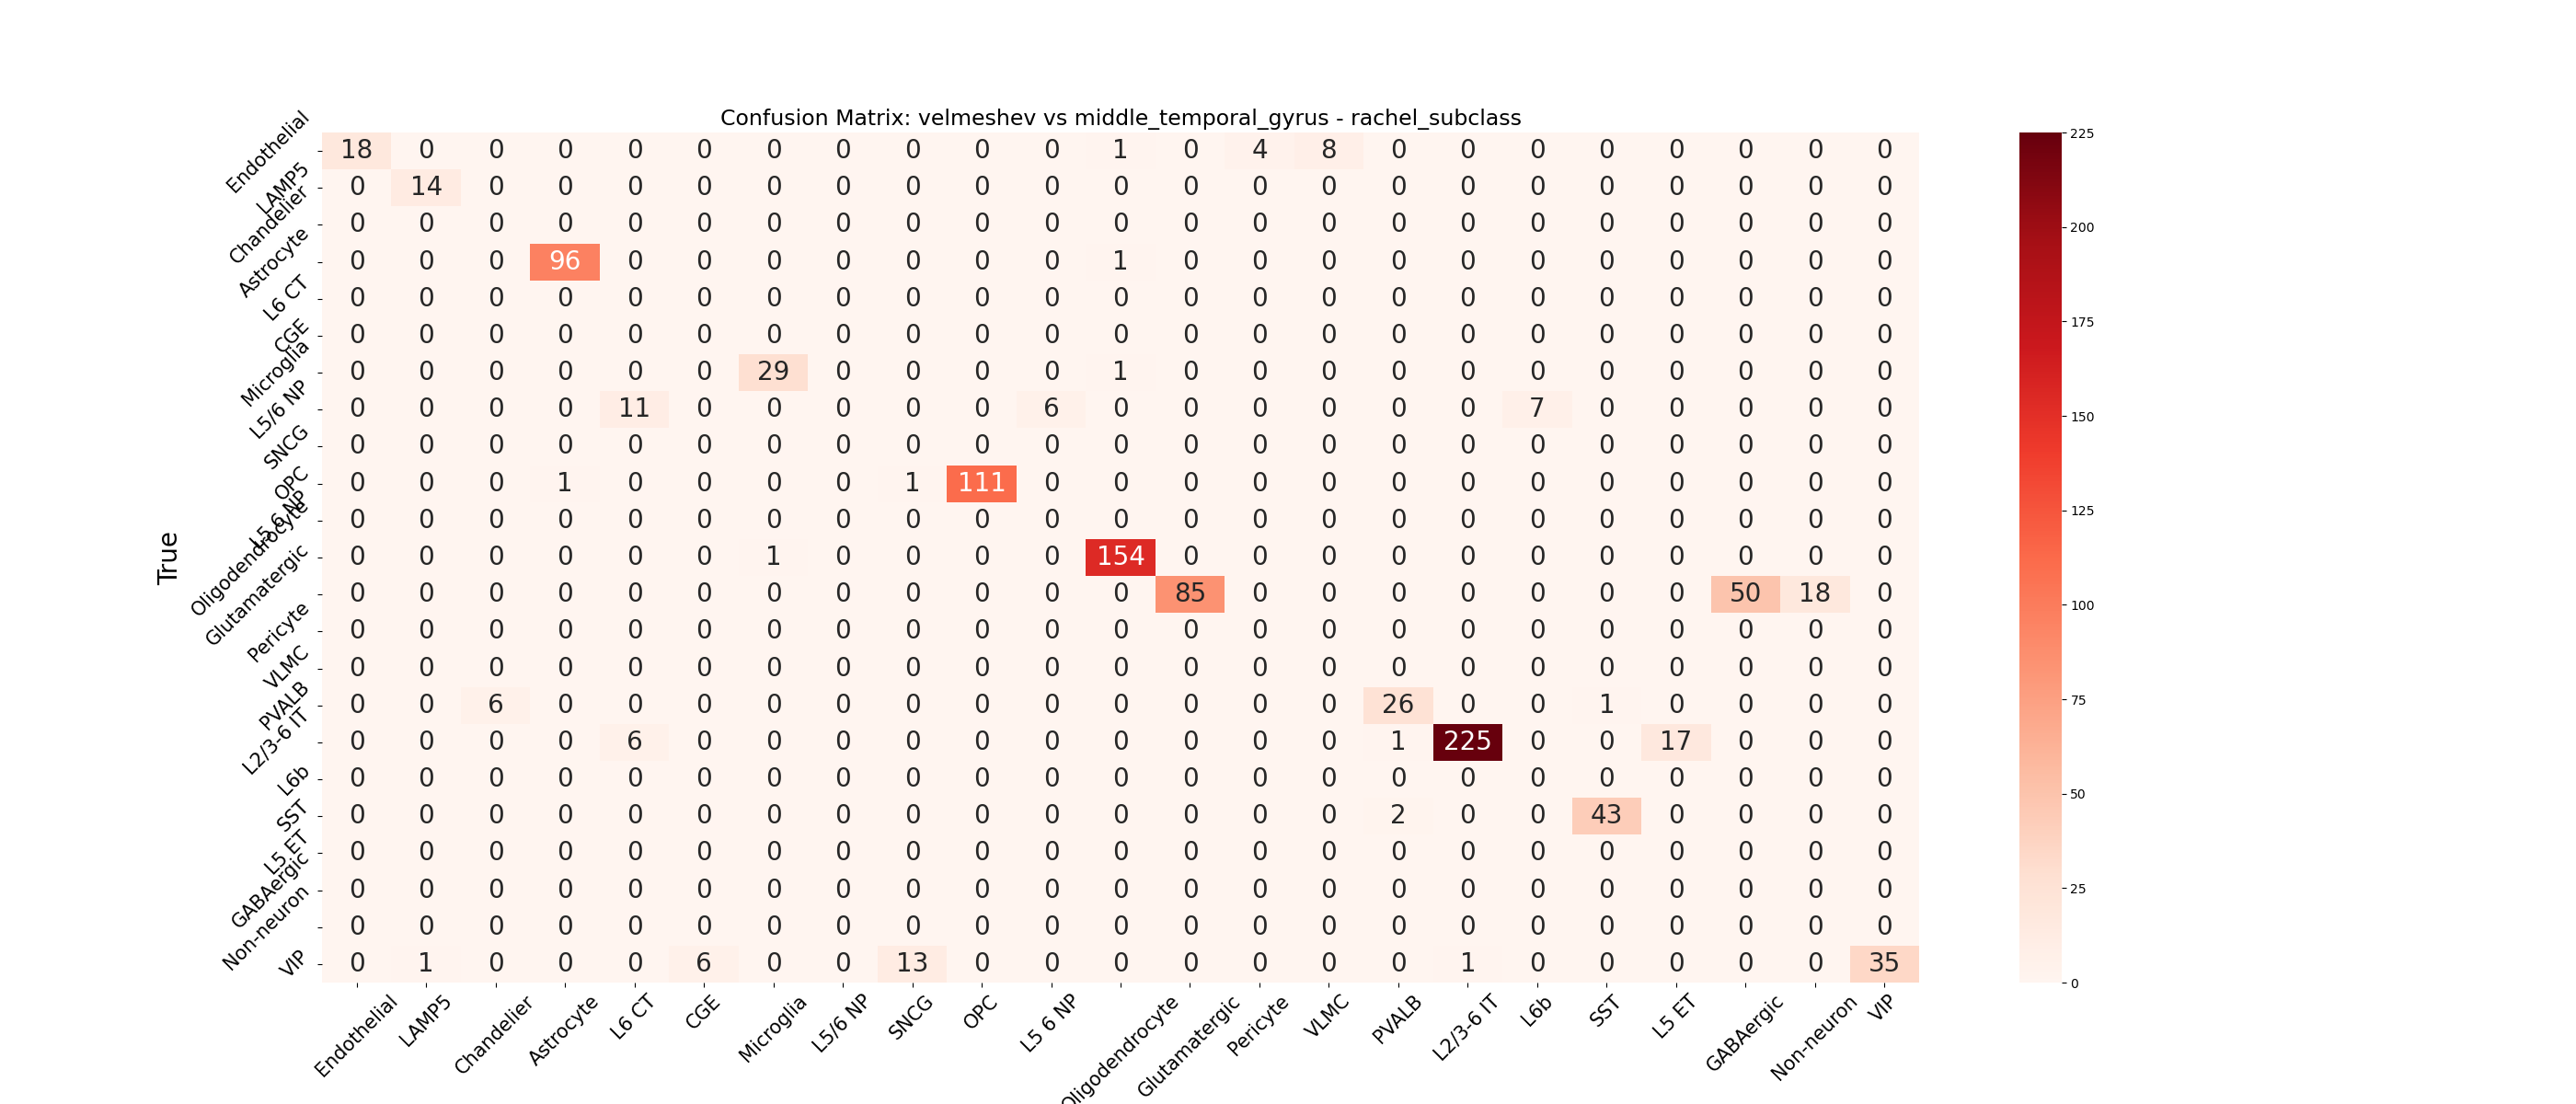 Confusion Matrix: velmeshev vs middle_temporal_gyrus - rachel_subclass
True
Endothelial 18 0 0 0 0 0 0 0 0 0 0 1 0 4 8 0 0 0 0 0 0 0 0
LAMP5 0 14 0 0 0 0 0 0 0 0 0 0 0 0 0 0 0 0 0 0 0 0 0
Chandelier 0 0 0 0 0 0 0 0 0 0 0 0 0 0 0 0 0 0 0 0 0 0 0
Astrocyte 0 0 0 96 0 0 0 0 0 0 0 1 0 0 0 0 0 0 0 0 0 0 0
L6 CT 0 0 0 0 0 0 0 0 0 0 0 0 0 0 0 0 0 0 0 0 0 0 0
CGE 0 0 0 0 0 0 0 0 0 0 0 0 0 0 0 0 0 0 0 0 0 0 0
Microglia 0 0 0 0 0 0 29 0 0 0 0 1 0 0 0 0 0 0 0 0 0 0 0
L5/6 NP 0 0 0 0 11 0 0 0 0 0 6 0 0 0 0 0 0 7 0 0 0 0 0
SNCG 0 0 0 0 0 0 0 0 0 0 0 0 0 0 0 0 0 0 0 0 0 0 0
OPC 0 0 0 1 0 0 0 0 1 111 0 0 0 0 0 0 0 0 0 0 0 0 0
L5 6 NP 0 0 0 0 0 0 0 0 0 0 0 0 0 0 0 0 0 0 0 0 0 0 0
Oligodendrocyte 0 0 0 0 0 0 1 0 0 0 0 154 0 0 0 0 0 0 0 0 0 0 0
Glutamatergic 0 0 0 0 0 0 0 0 0 0 0 0 85 0 0 0 0 0 0 0 50 18 0
Pericyte 0 0 0 0 0 0 0 0 0 0 0 0 0 0 0 0 0 0 0 0 0 0 0
VLMC 0 0 0 0 0 0 0 0 0 0 0 0 0 0 0 0 0 0 0 0 0 0 0
PVALB 0 0 6 0 0 0 0 0 0 0 0 0 0 0 0 26 0 0 1 0 0 0 0
L2/3-6 IT 0 0 0 0 6 0 0 0 0 0 0 0 0 0 0 1 225 0 0 17 0 0 0
L6b 0 0 0 0 0 0 0 0 0 0 0 0 0 0 0 0 0 0 0 0 0 0 0
SST 0 0 0 0 0 0 0 0 0 0 0 0 0 0 0 2 0 0 43 0 0 0 0
L5 ET 0 0 0 0 0 0 0 0 0 0 0 0 0 0 0 0 0 0 0 0 0 0 0
GABAergic 0 0 0 0 0 0 0 0 0 0 0 0 0 0 0 0 0 0 0 0 0 0 0
Non-neuron 0 0 0 0 0 0 0 0 0 0 0 0 0 0 0 0 0 0 0 0 0 0 0
VIP 0 1 0 0 0 6 0 0 13 0 0 0 0 0 0 0 1 0 0 0 0 0 35
Endothelial LAMP5 Chandelier Astrocyte L6 CT CGE Microglia L5/6 NP SNCG OPC L5 6 NP Oligodendrocyte Glutamatergic Pericyte VLMC PVALB L2/3-6 IT L6b SST L5 ET GABAergic Non-neuron VIP
225
200
175
150
125
100
75
50
25
0